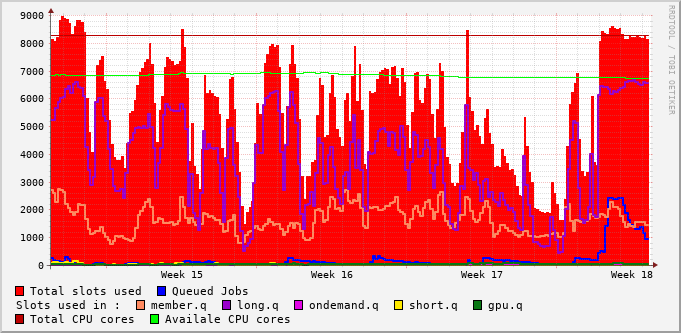 9000
8000
7000
6000
5000
4000
3000
2000
1000
0
Week 15 Week 16 Week 17 Week 18
RRDTOOL / TOBI OETIKER
Total slots used Queued Jobs
Slots used in : member.q long.q ondemand.q short.q gpu.q
Total CPU cores Availale CPU cores